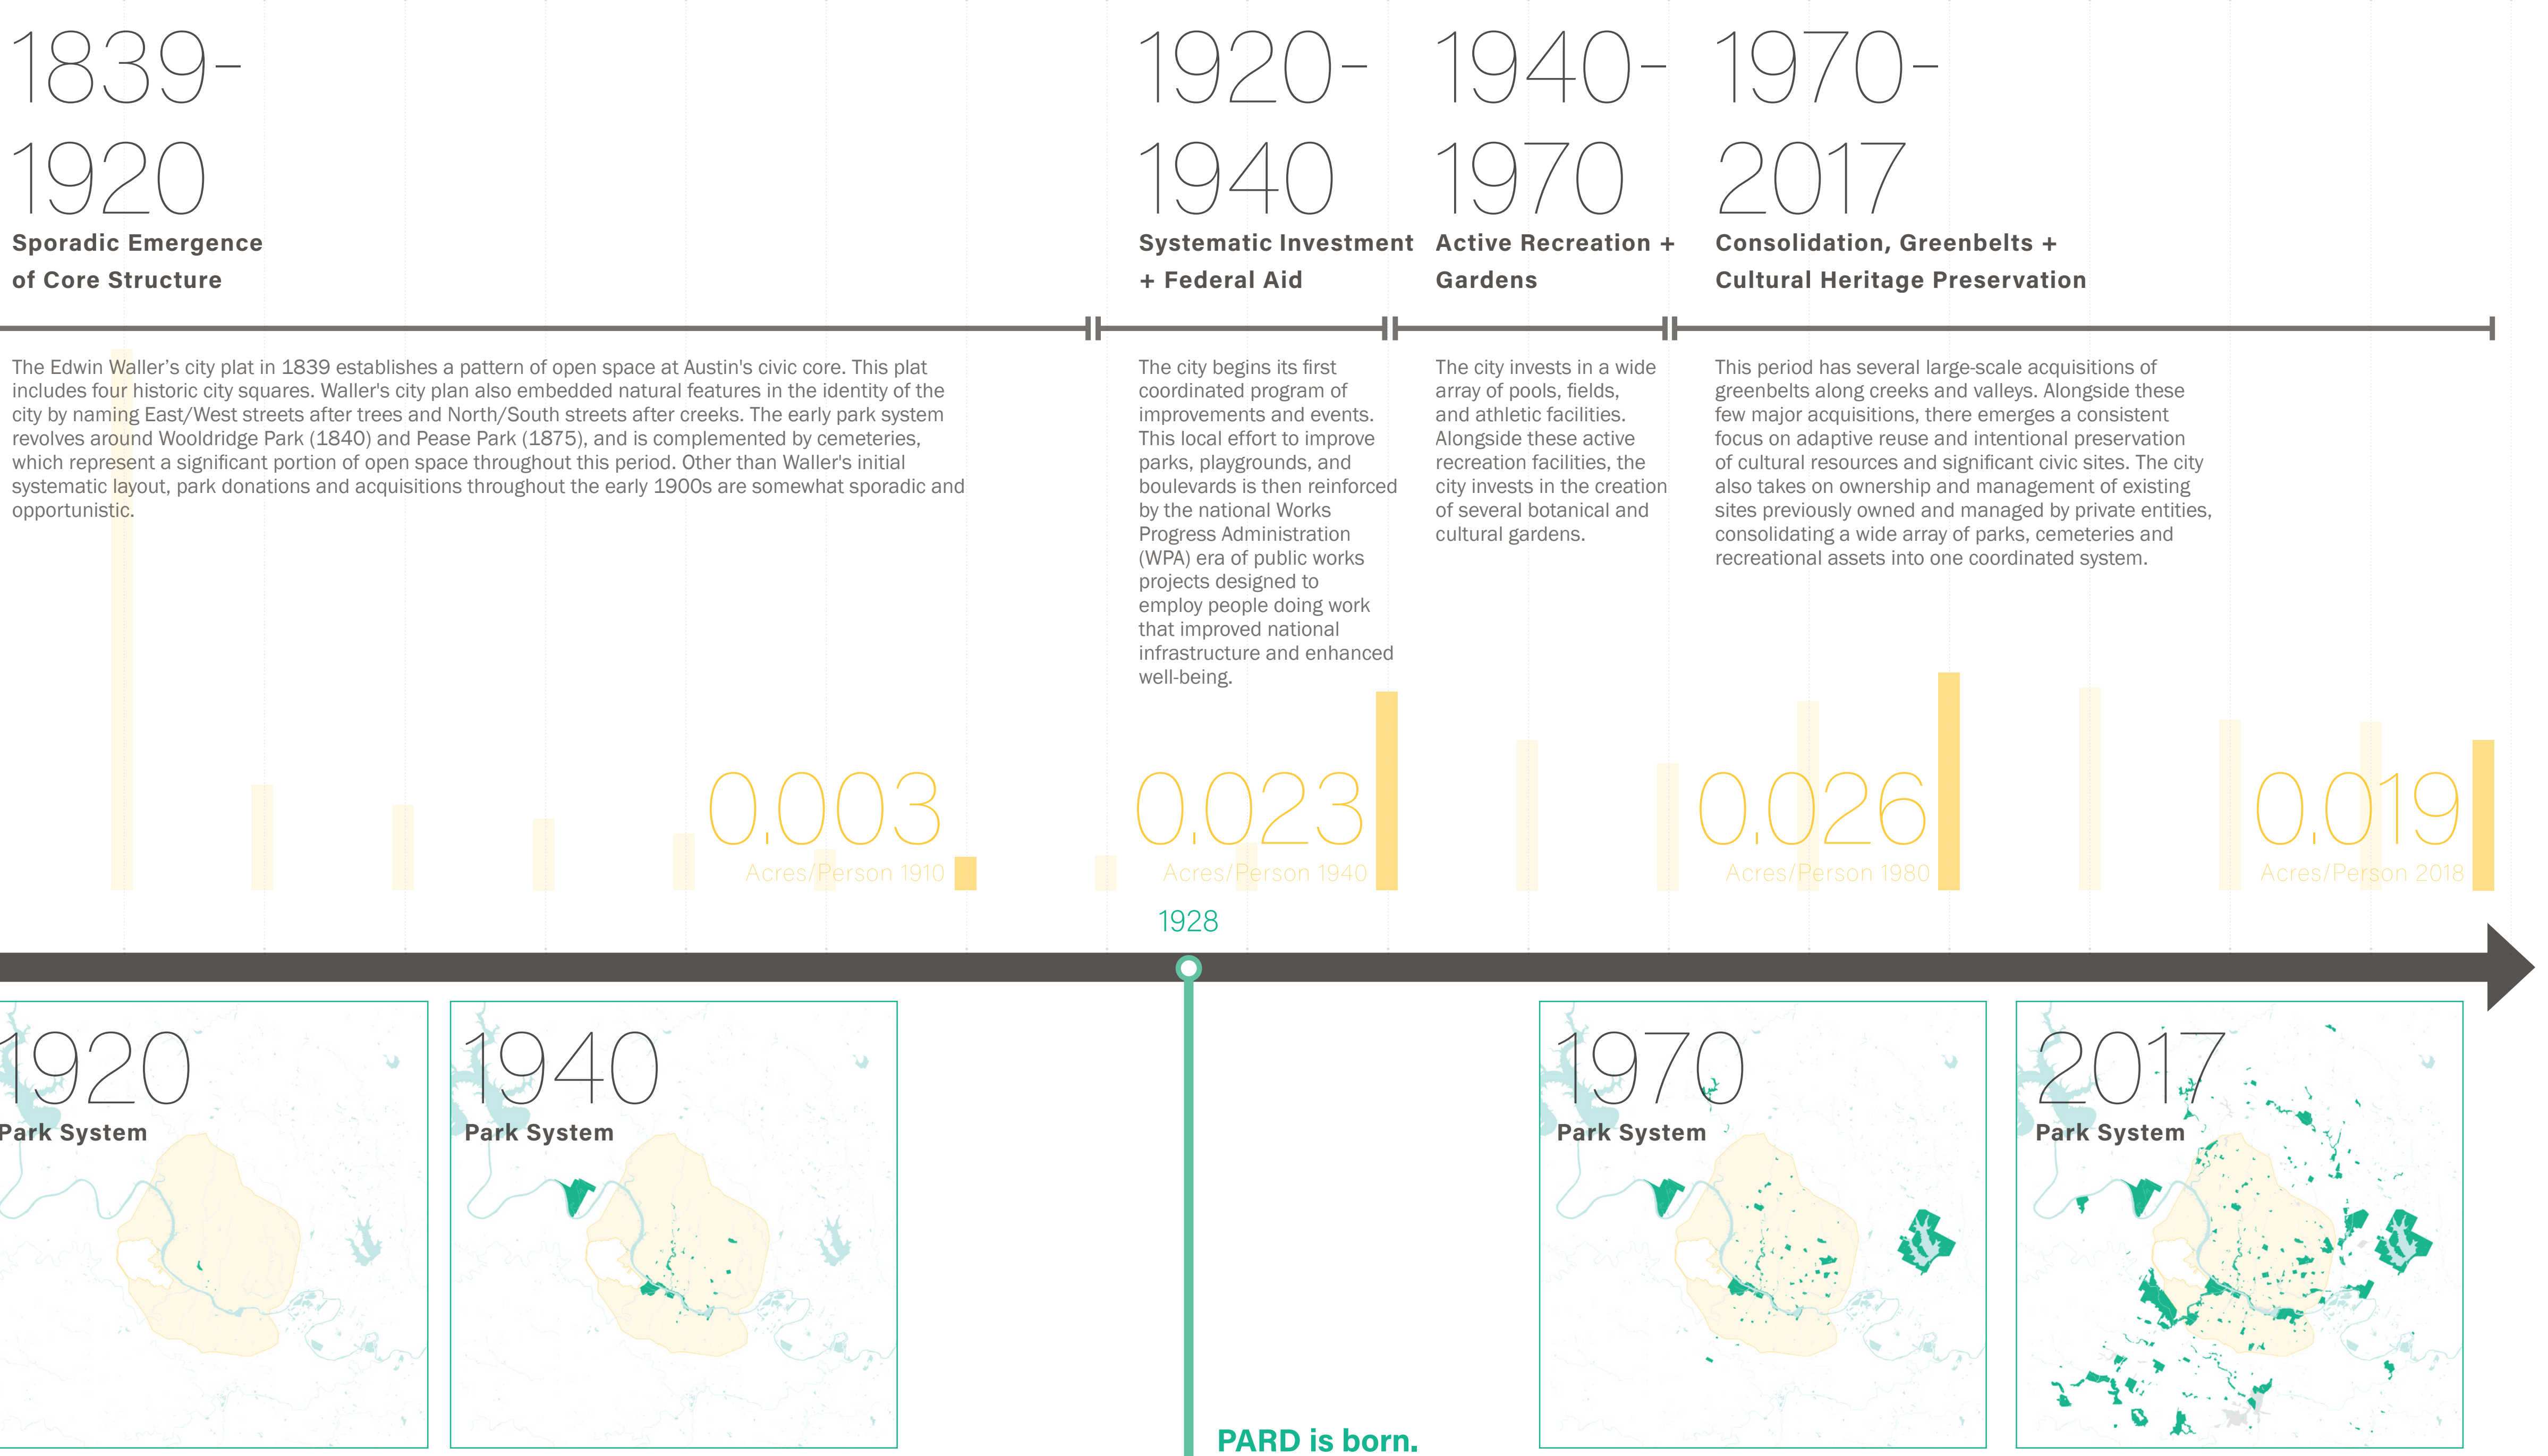 1839–
1920
Sporadic Emergence
of Core Structure
The Edwin Waller’s city plat in 1839 establishes a pattern of open space at Austin's civic core. This plat
includes four historic city squares. Waller's city plan also embedded natural features in the identity of the
city by naming East/West streets after trees and North/South streets after creeks. The early park system
revolves around Wooldridge Park (1840) and Pease Park (1875), and is complemented by cemeteries,
which represent a significant portion of open space throughout this period. Other than Waller's initial
systematic layout, park donations and acquisitions throughout the early 1900s are somewhat sporadic and
opportunistic.
1920–
1940
Systematic Investment
+ Federal Aid
The city begins its first
coordinated program of
improvements and events.
This local effort to improve
parks, playgrounds, and
boulevards is then reinforced
by the national Works
Progress Administration
(WPA) era of public works
projects designed to
employ people doing work
that improved national
infrastructure and enhanced
well-being.
1940–
1970
Active Recreation +
Gardens
The city invests in a wide
array of pools, fields,
and athletic facilities.
Alongside these active
recreation facilities, the
city invests in the creation
of several botanical and
cultural gardens.
1970–
2017
Consolidation, Greenbelts +
Cultural Heritage Preservation
This period has several large-scale acquisitions of
greenbelts along creeks and valleys. Alongside these
few major acquisitions, there emerges a consistent
focus on adaptive reuse and intentional preservation
of cultural resources and significant civic sites. The city
also takes on ownership and management of existing
sites previously owned and managed by private entities,
consolidating a wide array of parks, cemeteries and
recreational assets into one coordinated system.
0.003
Acres/Person 1910
0.023
Acres/Person 1940
0.026
Acres/Person 1980
0.019
Acres/Person 2018
1928
1920
Park System
1940
Park System
1970
Park System
2017
Park System
PARD is born.